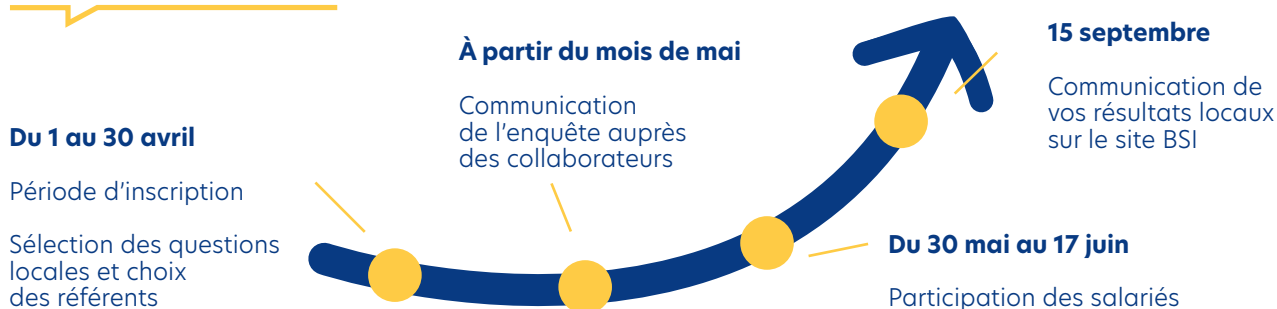 Du 1 au 30 avril
Période d’inscription
Sélection des questions
locales et choix
des référents
À partir du mois de mai
Communication
de l’enquête auprès
des collaborateurs
Du 30 mai au 17 juin
Participation des salariés
15 septembre
Communication de
vos résultats locaux
sur le site BSI